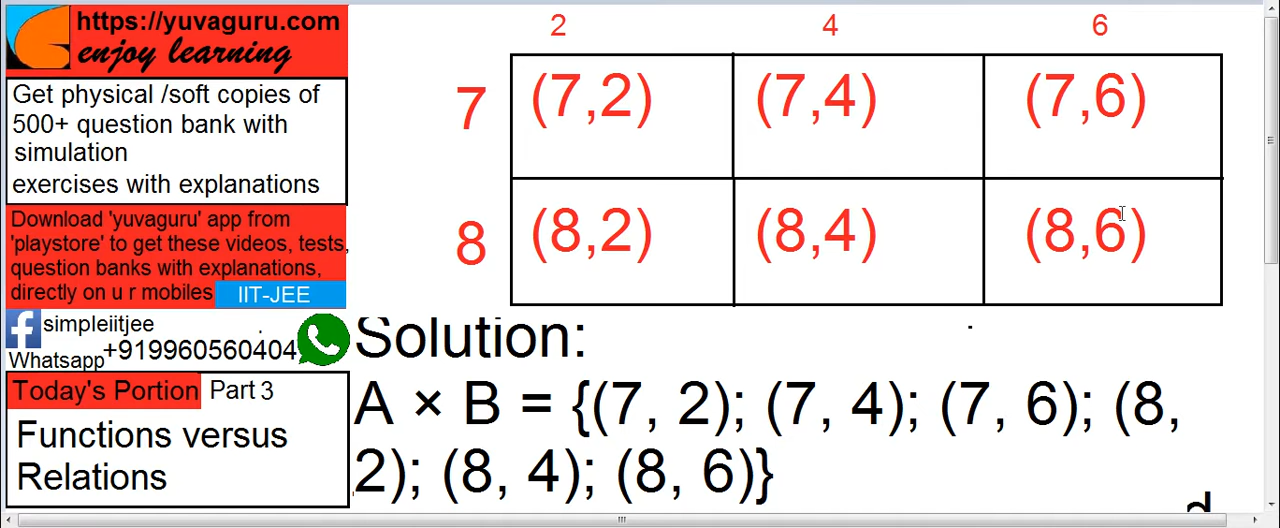 https://yuvaguru.com
enjoy learning
Get physical /soft copies of
500+ question bank with
simulation
exercises with explanations
Download 'yuvaguru' app from
'playstore' to get these videos, tests,
question banks with explanations,
directly on u r mobiles
IIT-JEE
simpleiitjee
Whatsapp +919960560404
Today's Portion Part 3
Functions versus
Relations
2 4 6
7 (7,2) (7,4) (7,6)
8 (8,2) (8,4) (8,6)
Solution:
A × B = {(7, 2); (7, 4); (7, 6); (8,
2); (8, 4); (8, 6)}